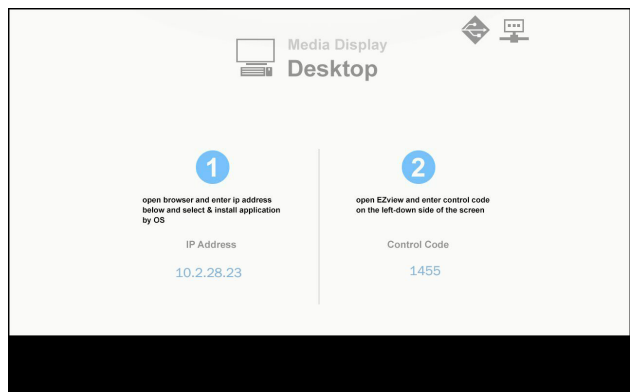 Media Display
Desktop
1
open browser and enter ip address
below and select & install application
by OS
IP Address
10.2.28.23
2
open EZview and enter control code
on the left-down side of the screen
Control Code
1455